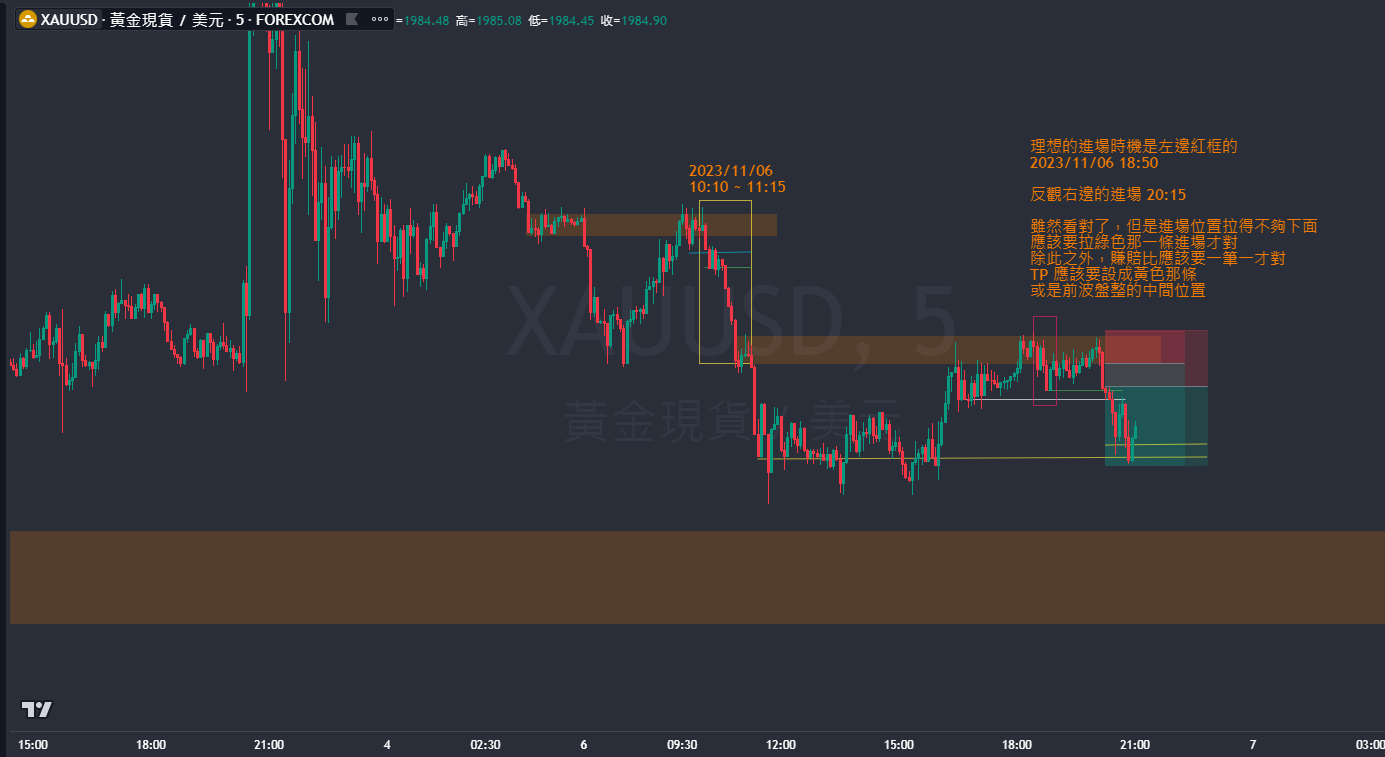 XAUUSD · 黃金現貨 / 美元 · 5 · FOREXCOM =1984.48 高=1985.08 低=1984.45 收=1984.90
2023/11/06
10:10 ~ 11:15
理想的進場時機是左邊紅框的
2023/11/06 18:50
反觀右邊的進場 20:15
雖然看對了，但是進場位置拉得不夠下面
應該要拉綠色那一條進場才對
除此之外，賺賠比應該要一筆一才對
TP 應該要設成黃色那條
或是前波盤整的中間位置
XAUUSD, 5
黃金現貨 / 美元
15:00 18:00 21:00 4 02:30 6 09:30 12:00 15:00 18:00 21:00 7 03:00